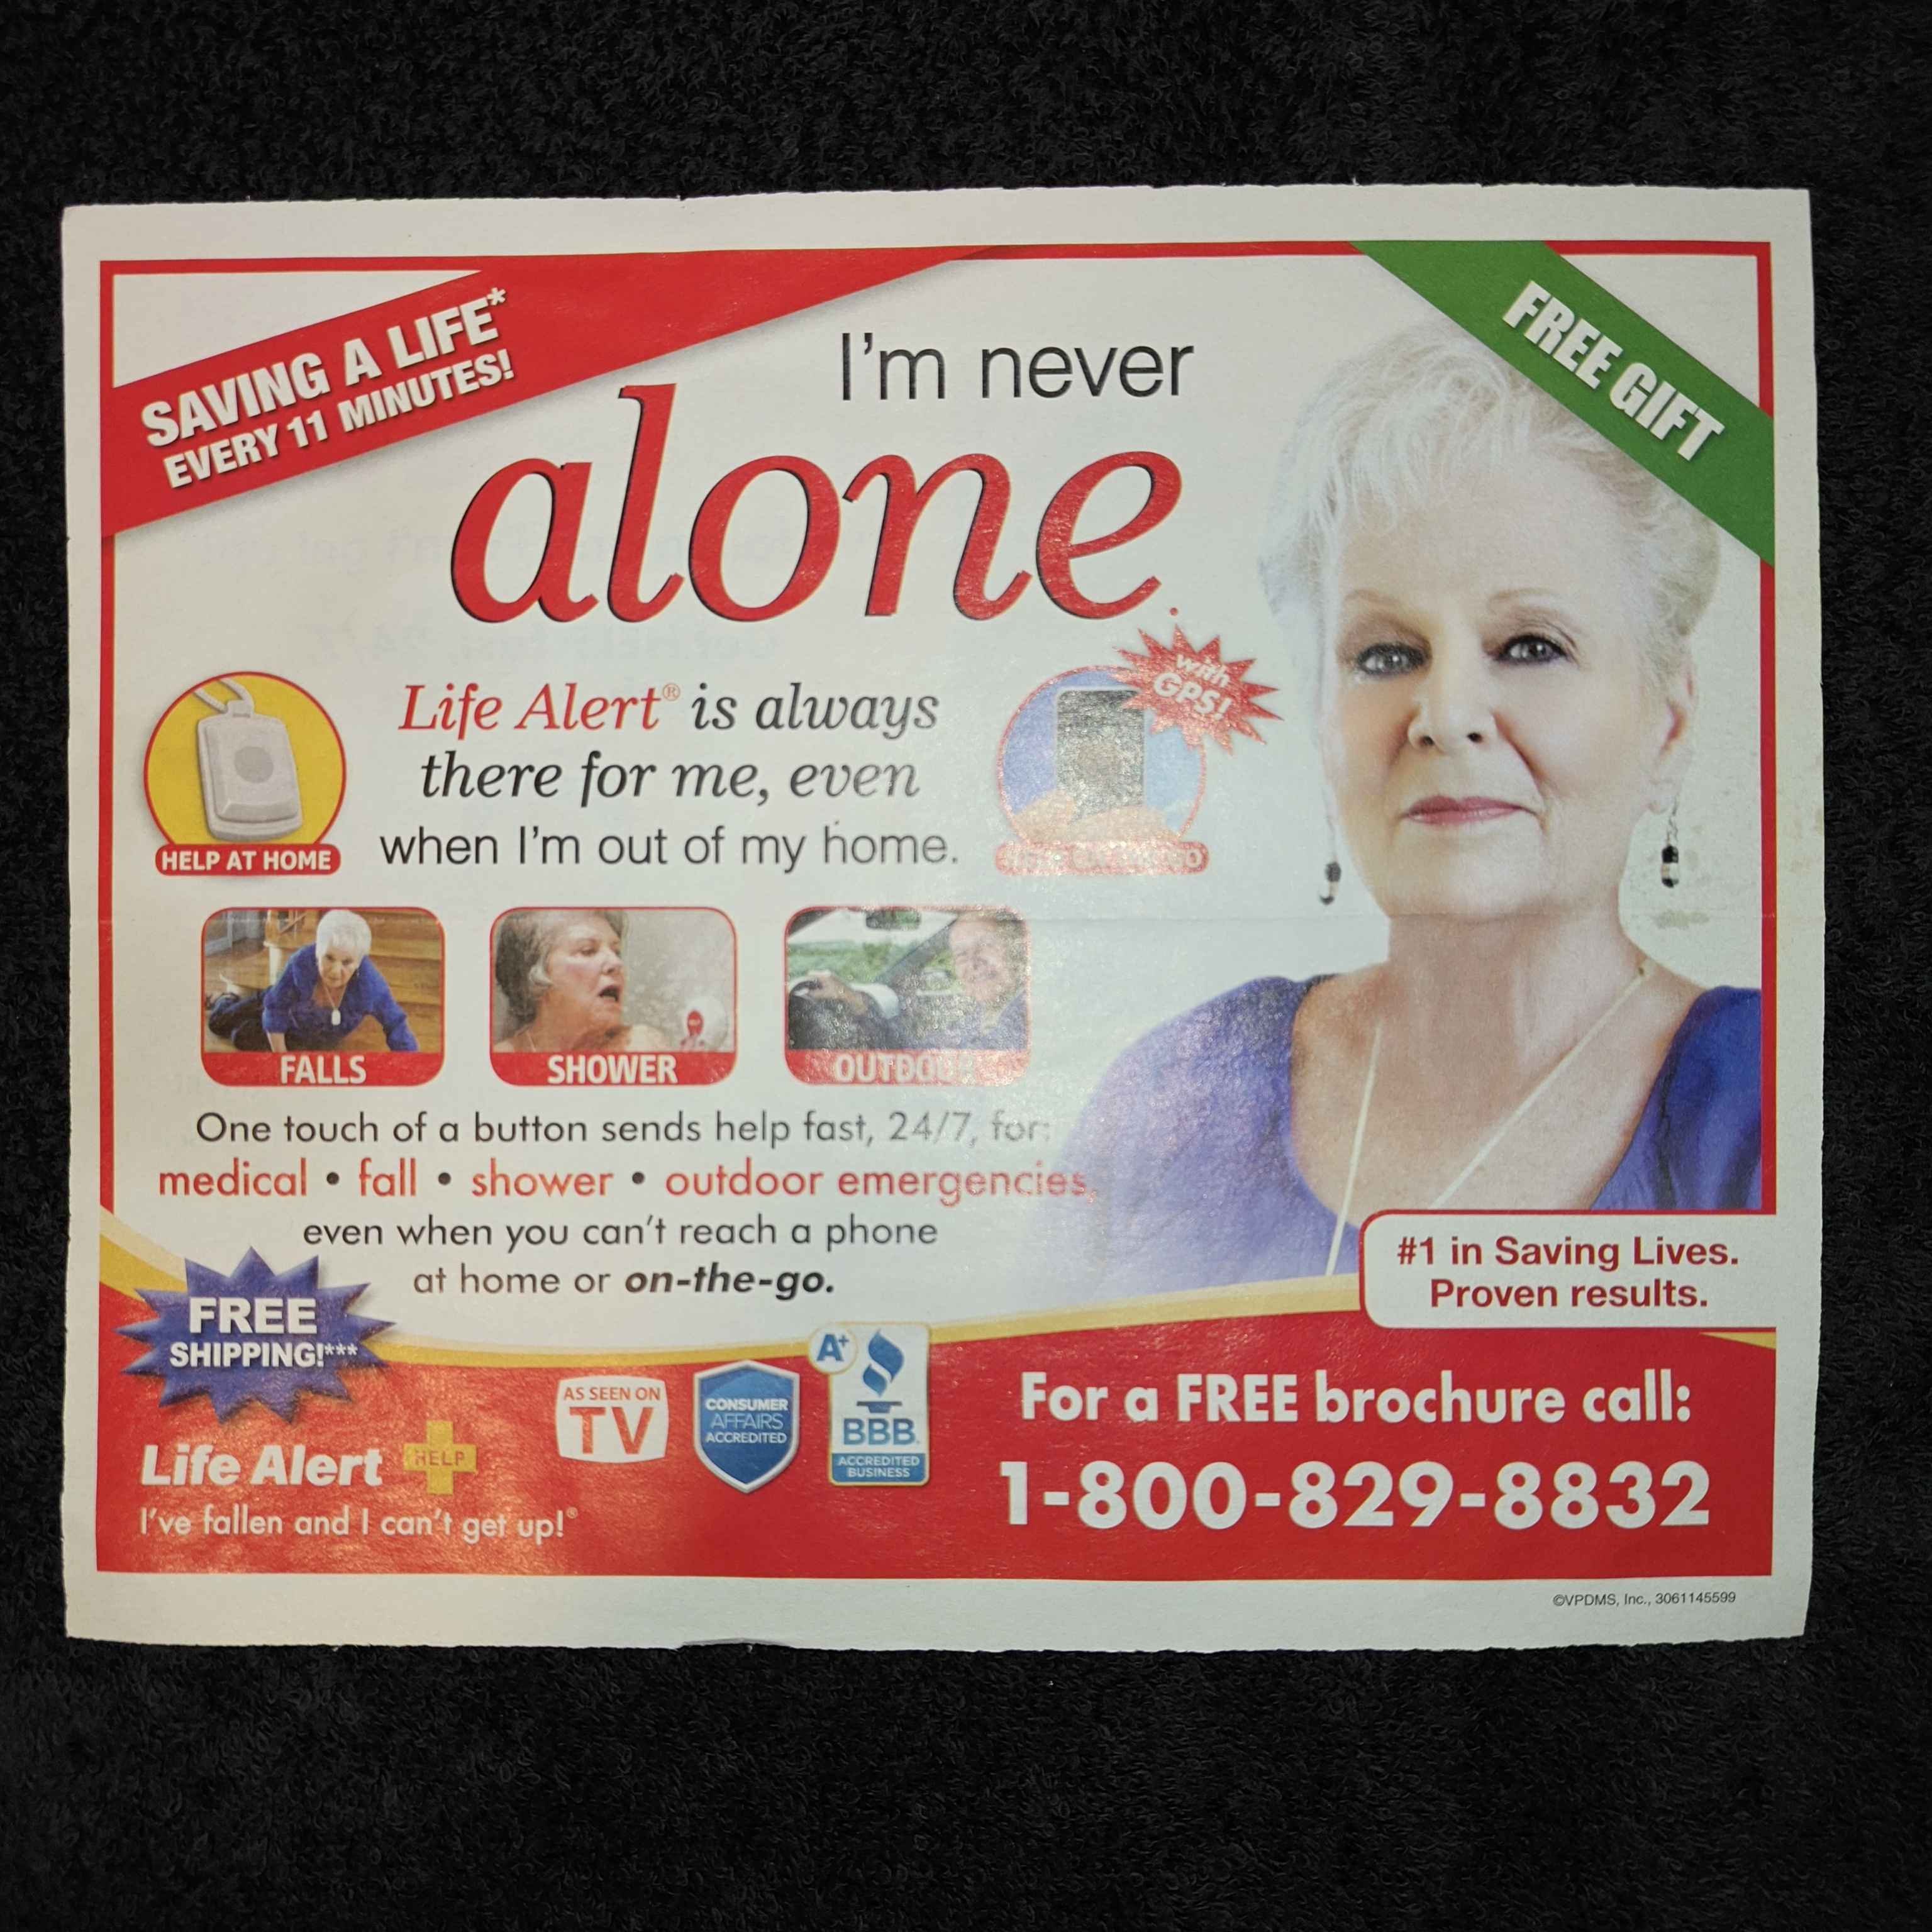 SAVING A LIFE*
EVERY 11 MINUTES!
FREE GIFT
I'm never
alone.
with
GPS!
Life Alert® is always
there for me, even
when I'm out of my home.
HELP AT HOME
FALLS
SHOWER
One touch of a button sends help fast, 24/7, for:
medical • fall • shower • outdoor emergencies,
even when you can't reach a phone
at home or on-the-go.
#1 in Saving Lives.
Proven results.
FREE
SHIPPING!***
Life Alert HELP
I've fallen and I can't get up!®
AS SEEN ON
TV
CONSUMER
AFFAIRS
ACCREDITED
A+
BBB.
ACCREDITED
BUSINESS
For a FREE brochure call:
1-800-829-8832
©VPDMS, Inc., 3061145599